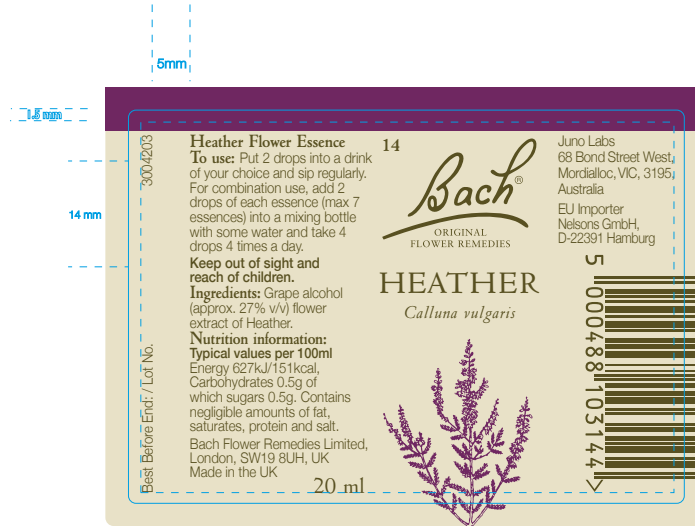 5mm
1.5 mm
14 mm
3004203
Best Before End: / Lot No.
Heather Flower Essence
To use: Put 2 drops into a drink
of your choice and sip regularly.
For combination use, add 2
drops of each essence (max 7
essences) into a mixing bottle
with some water and take 4
drops 4 times a day.
Keep out of sight and
reach of children.
Ingredients: Grape alcohol
(approx. 27% v/v) flower
extract of Heather.
Nutrition information:
Typical values per 100ml
Energy 627kJ/151kcal,
Carbohydrates 0.5g of
which sugars 0.5g. Contains
negligible amounts of fat,
saturates, protein and salt.
Bach Flower Remedies Limited,
London, SW19 8UH, UK
Made in the UK
20 ml
14
Bach®
ORIGINAL
FLOWER REMEDIES
HEATHER
Calluna vulgaris
Juno Labs
68 Bond Street West,
Mordialloc, VIC, 3195,
Australia
EU Importer
Nelsons GmbH,
D-22391 Hamburg
5 000488 103144 >